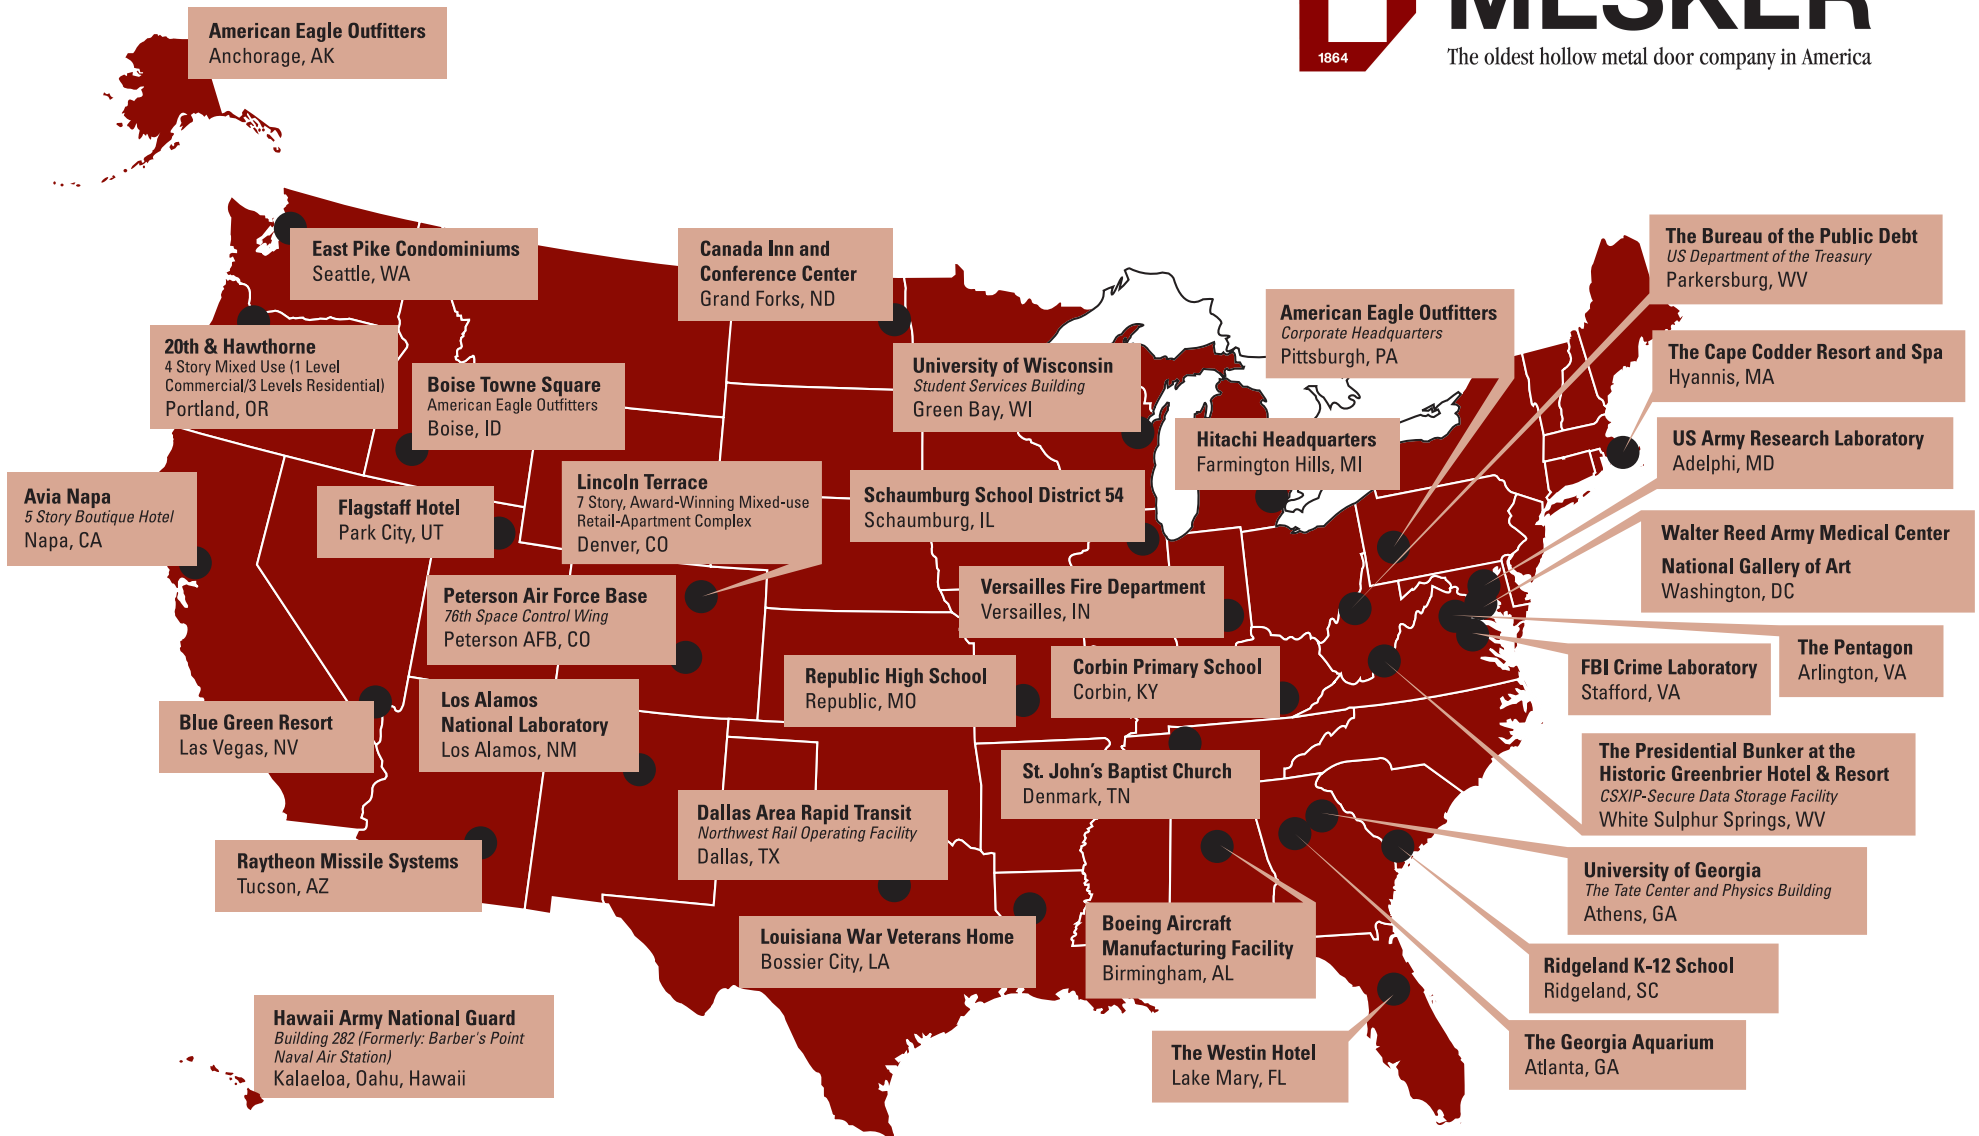 MESKER
1864
The oldest hollow metal door company in America
American Eagle Outfitters
Anchorage, AK
East Pike Condominiums
Seattle, WA
20th & Hawthorne
4 Story Mixed Use (1 Level
Commercial/3 Levels Residential)
Portland, OR
Boise Towne Square
American Eagle Outfitters
Boise, ID
Canada Inn and
Conference Center
Grand Forks, ND
University of Wisconsin
Student Services Building
Green Bay, WI
American Eagle Outfitters
Corporate Headquarters
Pittsburgh, PA
The Bureau of the Public Debt
US Department of the Treasury
Parkersburg, WV
The Cape Codder Resort and Spa
Hyannis, MA
Hitachi Headquarters
Farmington Hills, MI
US Army Research Laboratory
Adelphi, MD
Avia Napa
5 Story Boutique Hotel
Napa, CA
Flagstaff Hotel
Park City, UT
Lincoln Terrace
7 Story, Award-Winning Mixed-use
Retail-Apartment Complex
Denver, CO
Schaumburg School District 54
Schaumburg, IL
Walter Reed Army Medical Center
National Gallery of Art
Washington, DC
Peterson Air Force Base
76th Space Control Wing
Peterson AFB, CO
Versailles Fire Department
Versailles, IN
The Pentagon
Arlington, VA
FBI Crime Laboratory
Stafford, VA
Republic High School
Republic, MO
Corbin Primary School
Corbin, KY
Blue Green Resort
Las Vegas, NV
Los Alamos
National Laboratory
Los Alamos, NM
St. John's Baptist Church
Denmark, TN
The Presidential Bunker at the
Historic Greenbrier Hotel & Resort
CSXIP-Secure Data Storage Facility
White Sulphur Springs, WV
Dallas Area Rapid Transit
Northwest Rail Operating Facility
Dallas, TX
Raytheon Missile Systems
Tucson, AZ
University of Georgia
The Tate Center and Physics Building
Athens, GA
Louisiana War Veterans Home
Bossier City, LA
Boeing Aircraft
Manufacturing Facility
Birmingham, AL
Ridgeland K-12 School
Ridgeland, SC
Hawaii Army National Guard
Building 282 (Formerly: Barber's Point
Naval Air Station)
Kalaeloa, Oahu, Hawaii
The Westin Hotel
Lake Mary, FL
The Georgia Aquarium
Atlanta, GA